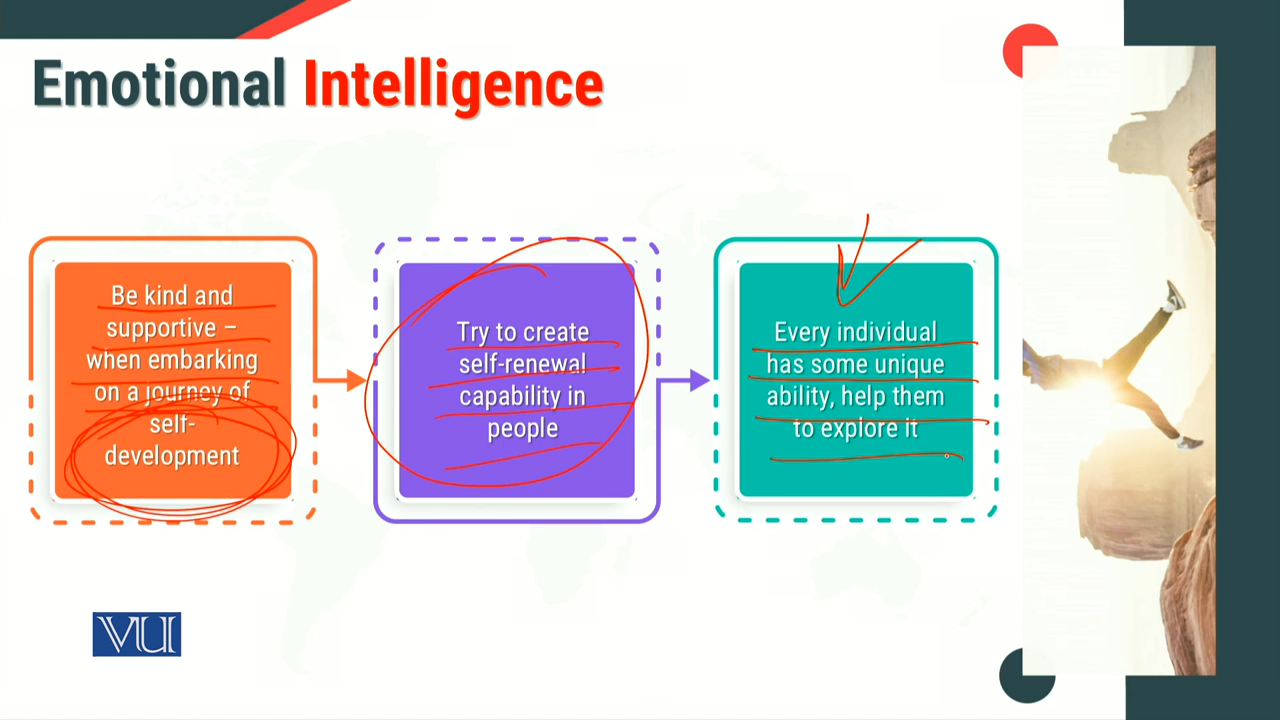 Emotional Intelligence
Be kind and
supportive –
when embarking
on a journey of
self-
development
Try to create
self-renewal
capability in
people
Every individual
has some unique
ability, help them
to explore it
VU